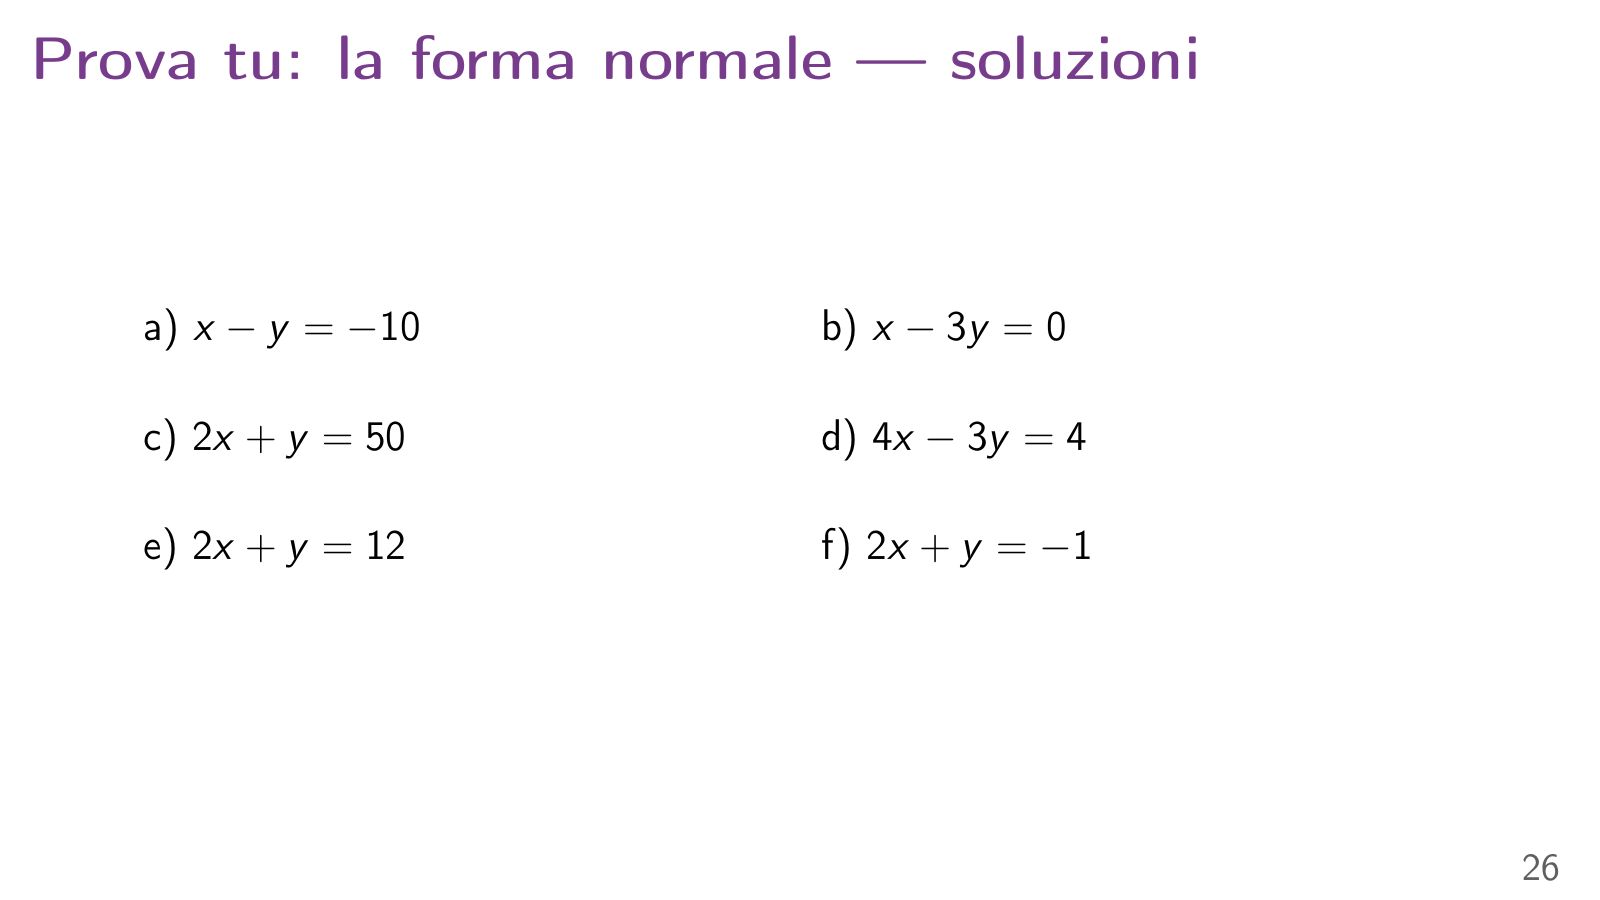 Prova tu: la forma normale — soluzioni
a) x − y = −10
b) x − 3y = 0
c) 2x + y = 50
d) 4x − 3y = 4
e) 2x + y = 12
f) 2x + y = −1
26